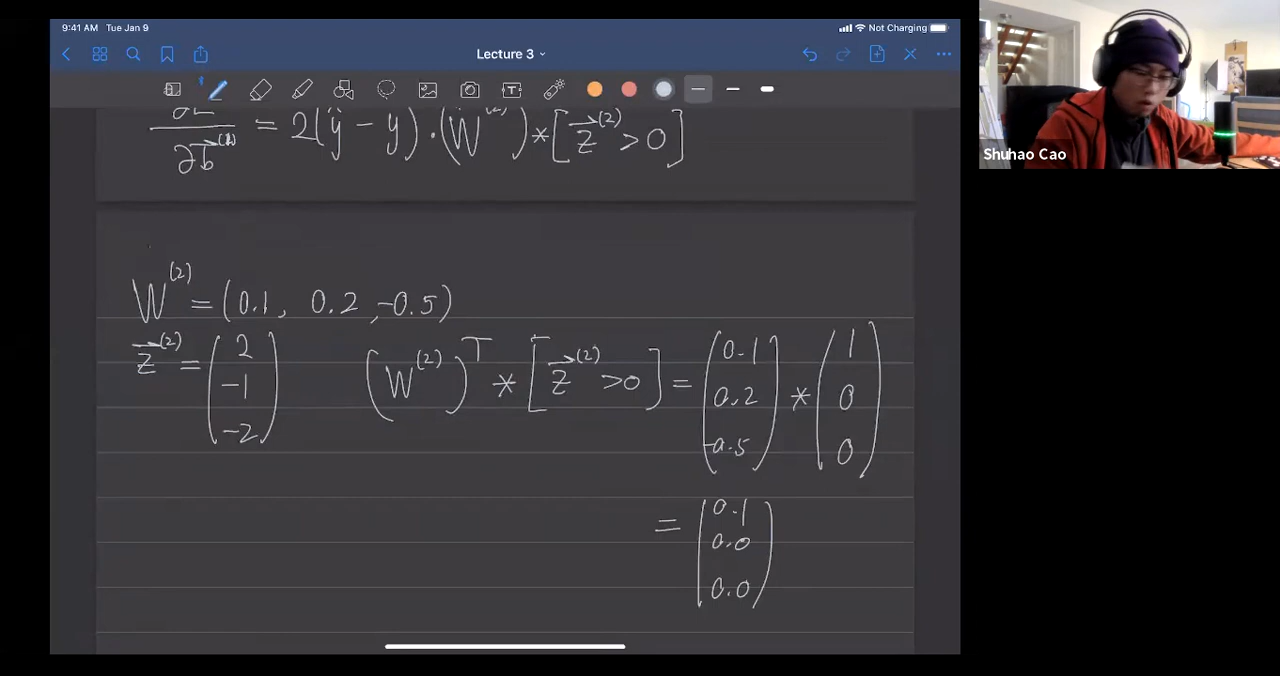 9:41 AM Tue Jan 9
Not Charging
Lecture 3
T
∂b⃗ = 2(ŷ − y)·(W⁽²⁾)*[z⃗⁽²⁾ > 0]
Shuhao Cao
W⁽²⁾ = (0.1, 0.2, -0.5)
z⃗⁽²⁾ = (2 -1 -2)
(W⁽²⁾)ᵀ * [z⃗⁽²⁾ > 0] = (0.1 0.2 -0.5) * (1 0 0)
= (0.1 0.0 0.0)